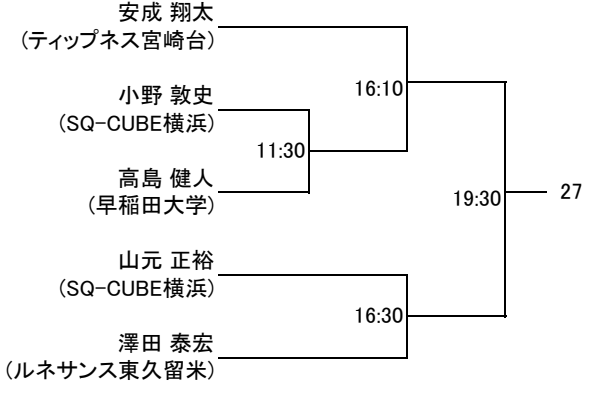 安成 翔太
(ティップネス宮崎台)
16:10
小野 敦史
(SQ-CUBE横浜)
11:30
高島 健人
(早稲田大学)
19:30
27
山元 正裕
(SQ-CUBE横浜)
16:30
澤田 泰宏
(ルネサンス東久留米)